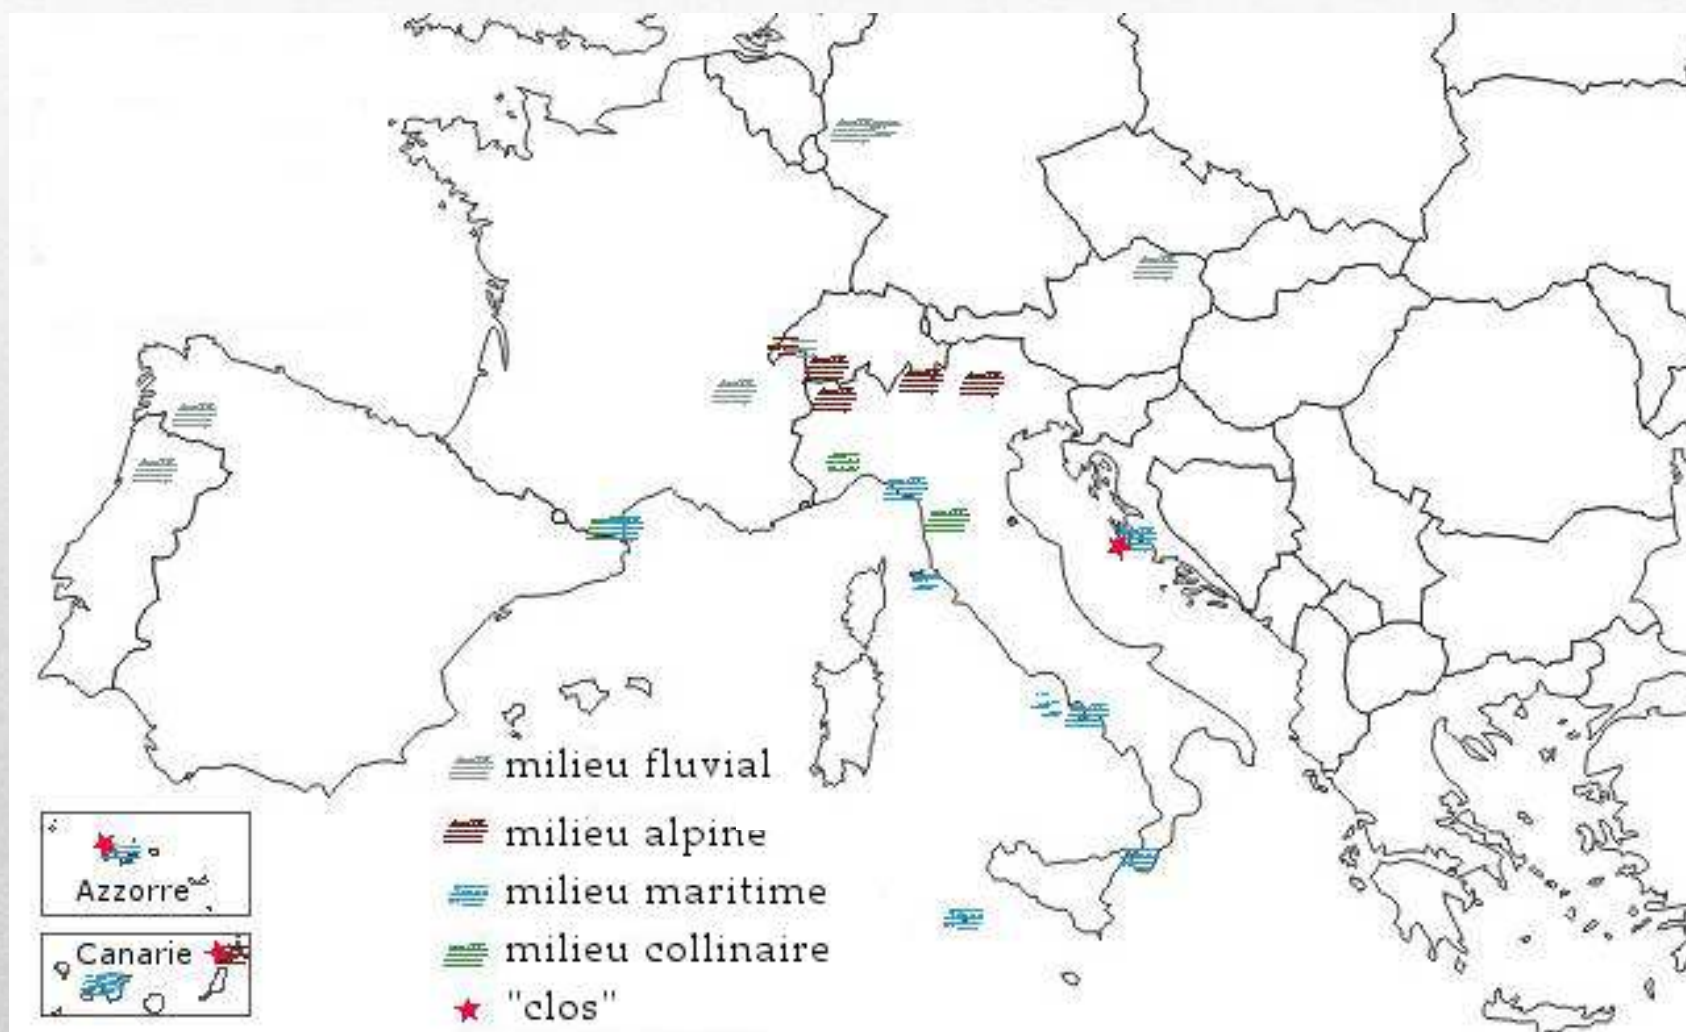 milieu fluvial
milieu alpine
milieu maritime
milieu collinaire
"clos"
Azzorre
Canarie